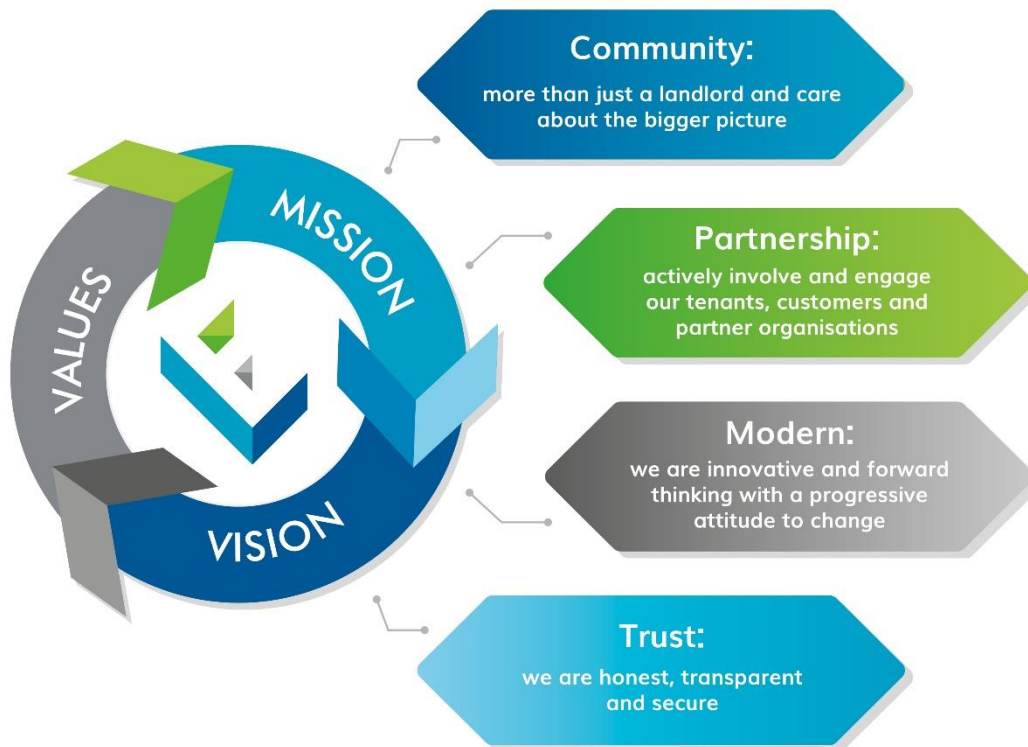 MISSION
VALUES
VISION
Community:
more than just a landlord and care
about the bigger picture
Partnership:
actively involve and engage
our tenants, customers and
partner organisations
Modern:
we are innovative and forward
thinking with a progressive
attitude to change
Trust:
we are honest, transparent
and secure